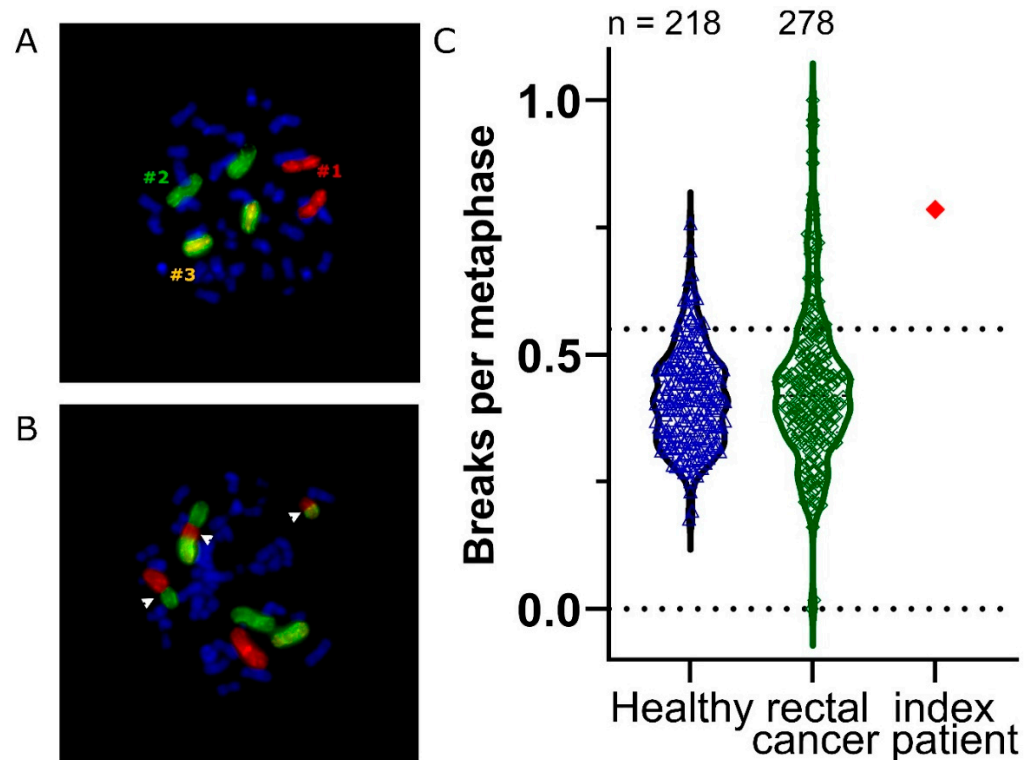 A
#2
#1
#3
B
C
n = 218 278
Breaks per metaphase
1.0
0.5
0.0
Healthy rectal index
cancer patient